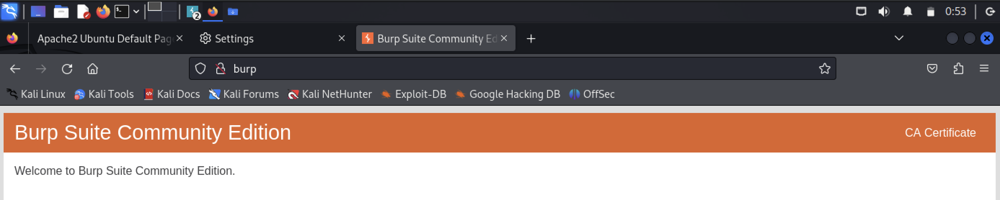 2 0:53
Apache2 Ubuntu Default Pag Settings Burp Suite Community Ed
burp
Kali Linux Kali Tools Kali Docs Kali Forums Kali NetHunter Exploit-DB Google Hacking DB OffSec
Burp Suite Community Edition CA Certificate
Welcome to Burp Suite Community Edition.